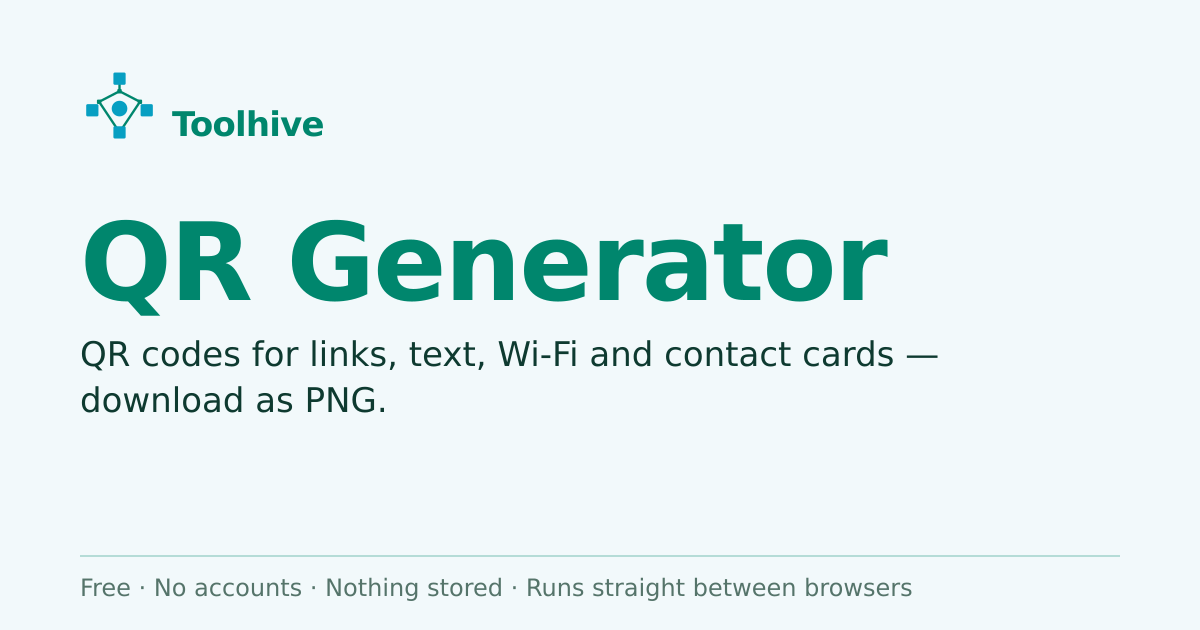 Toolhive
QR Generator
QR codes for links, text, Wi-Fi and contact cards —
download as PNG.
Free · No accounts · Nothing stored · Runs straight between browsers